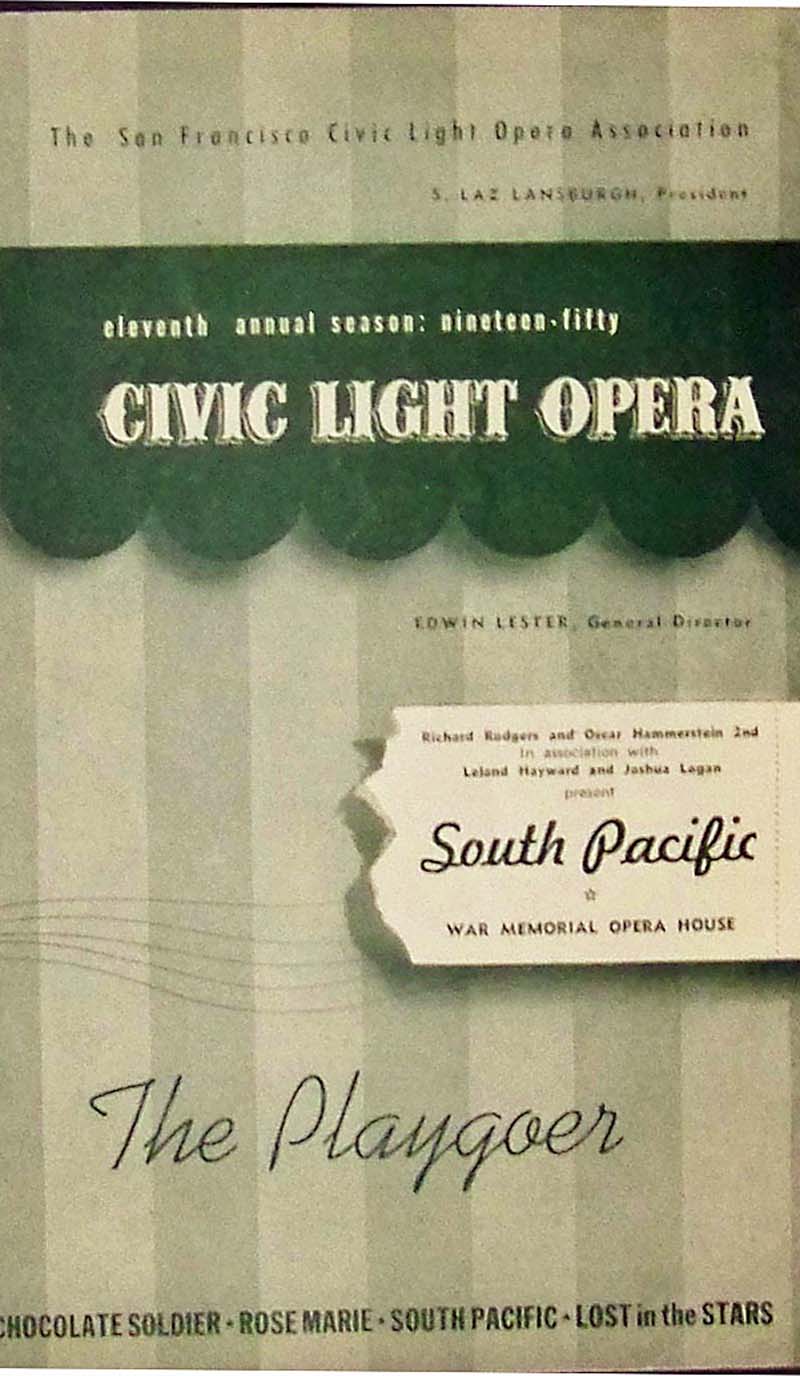 The San Francisco Civic Light Opera Association
S. LAZ LANSBURGH, President
eleventh annual season: nineteen-fifty
CIVIC LIGHT OPERA
EDWIN LESTER, General Director
Richard Rodgers and Oscar Hammerstein 2nd
In association with
Leland Hayward and Joshua Logan
present
South Pacific
WAR MEMORIAL OPERA HOUSE
The Playgoer
CHOCOLATE SOLDIER · ROSE MARIE · SOUTH PACIFIC · LOST in the STARS